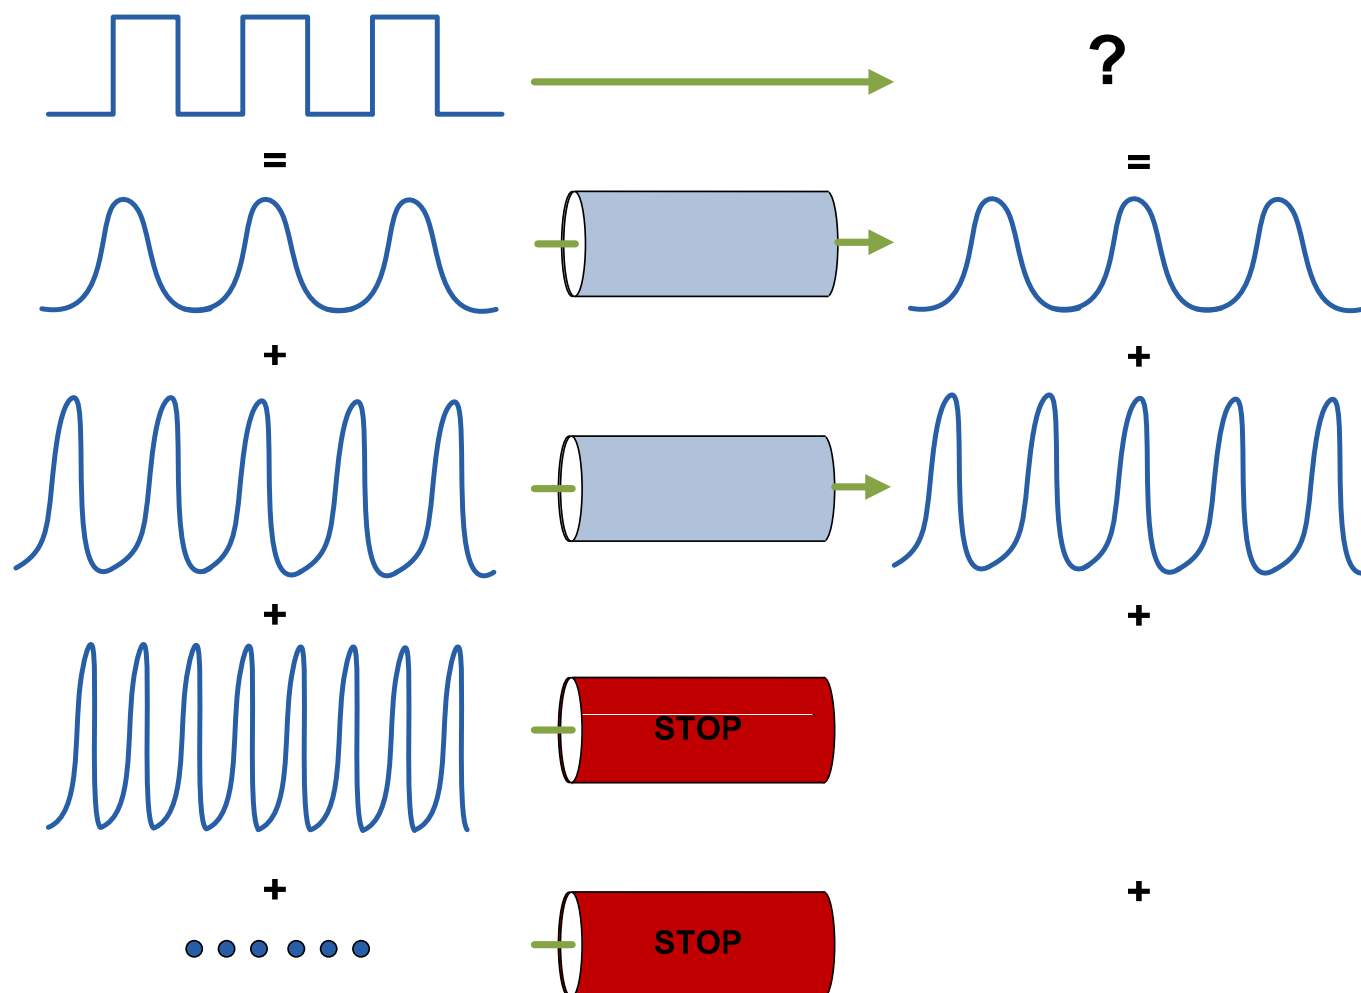 ?
= =
+ +
+ +
STOP
+ +
STOP